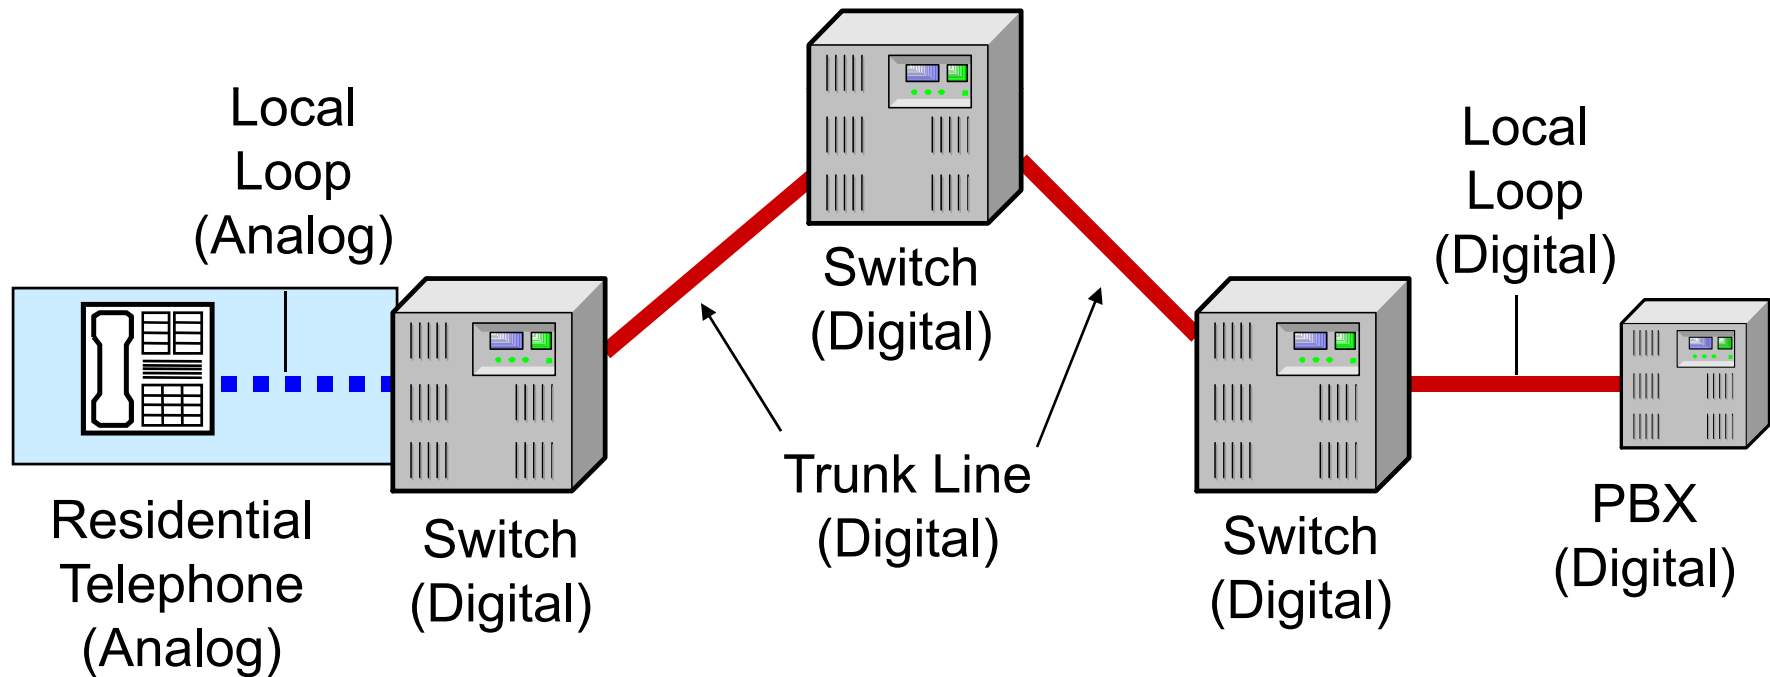 Local
Loop
(Analog)
Switch
(Digital)
Local
Loop
(Digital)
Residential
Telephone
(Analog)
Switch
(Digital)
Trunk Line
(Digital)
Switch
(Digital)
PBX
(Digital)